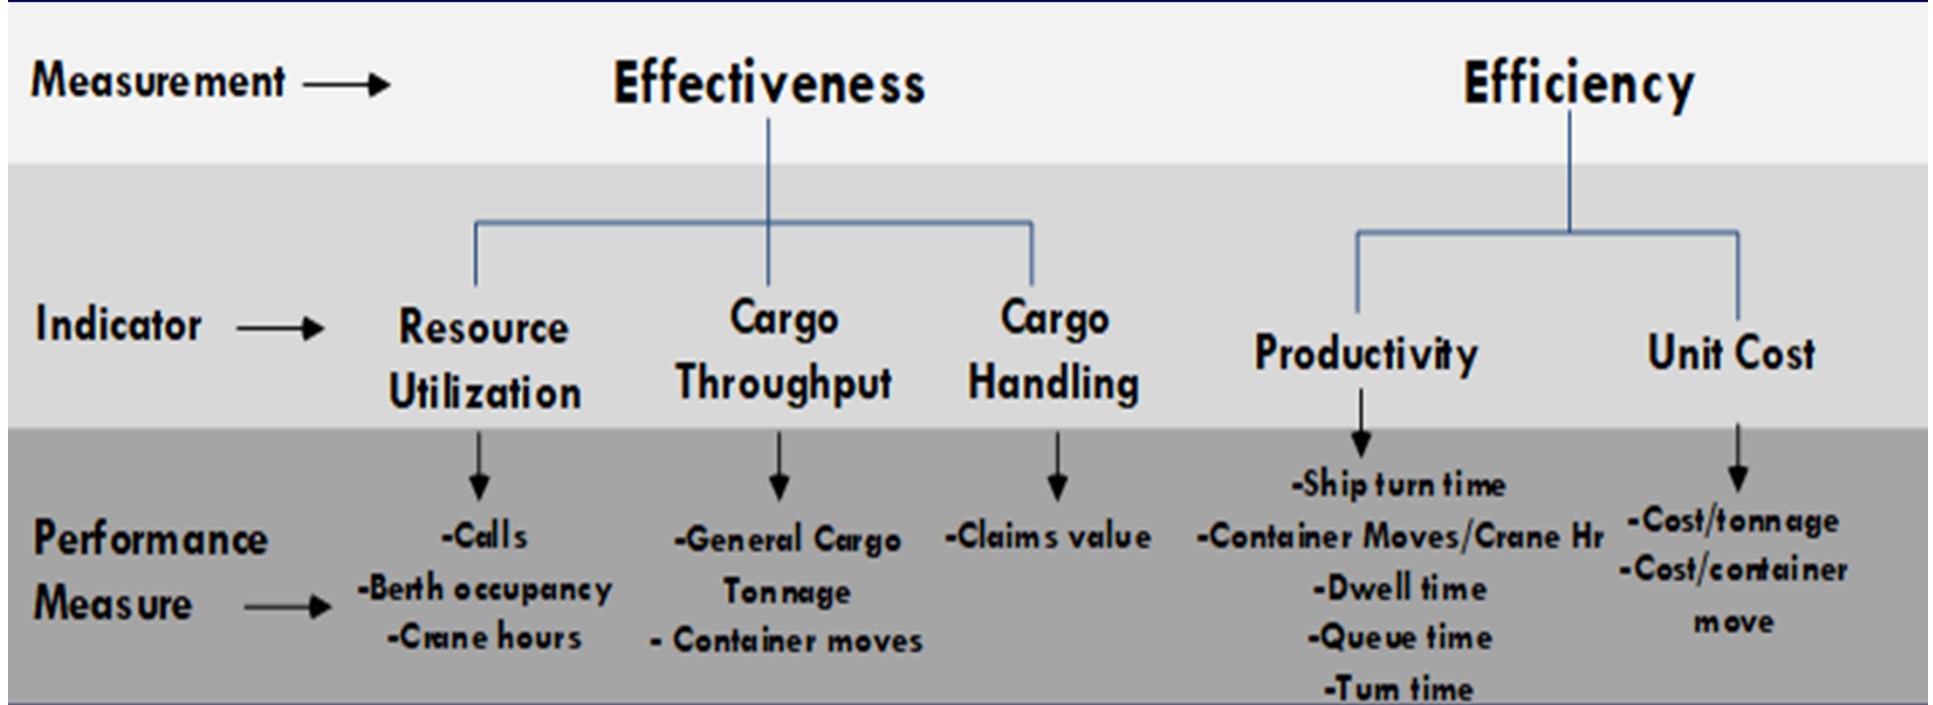 Measurement
Effectiveness
Efficiency
Indicator
Resource
Utilization
Cargo
Throughput
Cargo
Handling
Productivity
Unit Cost
Performance
Measure
-Calls
-Berth occupancy
-Crane hours
-General Cargo
Tonnage
- Container moves
-Claims value
-Ship turn time
-Container Moves/Crane Hr
-Dwell time
-Queue time
-Turn time
-Cost/tonnage
-Cost/container
move